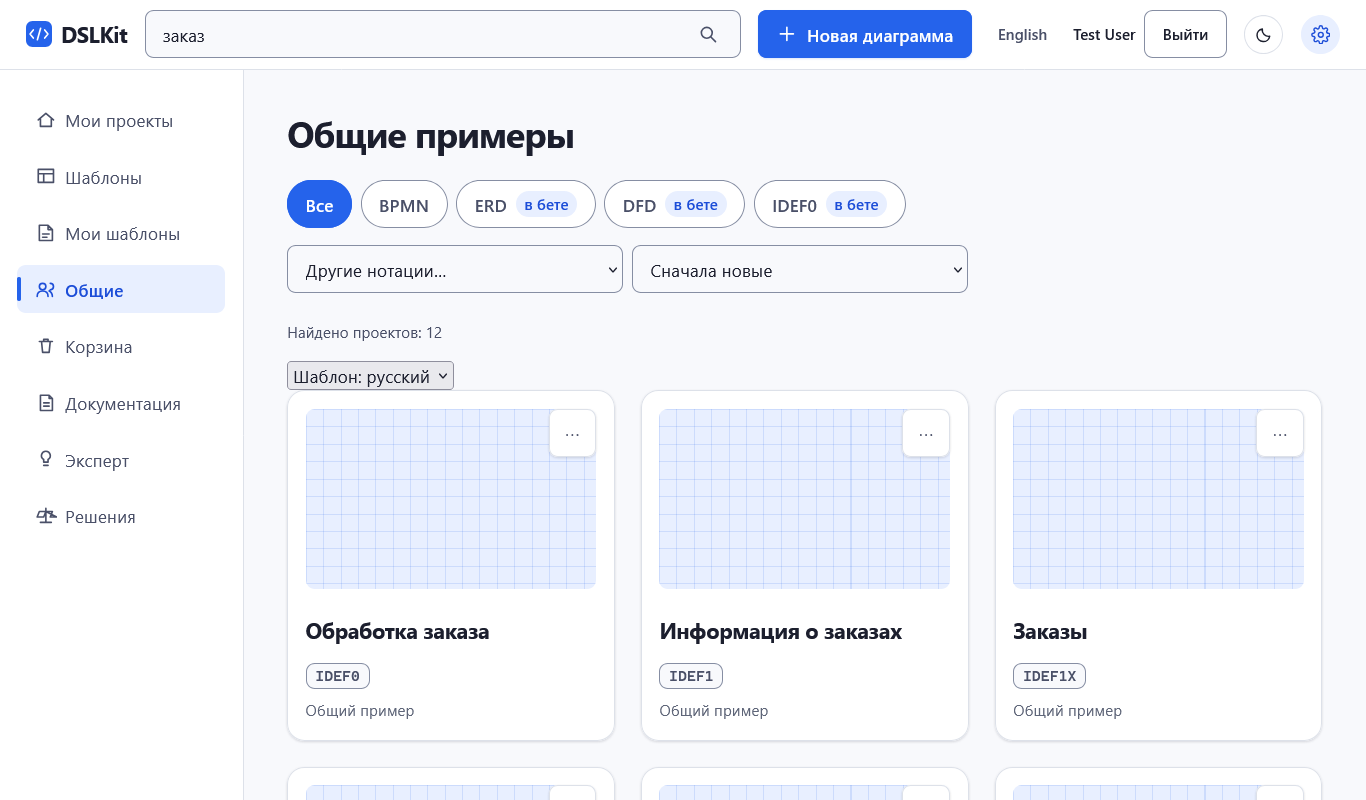 DSLKit
заказ
Новая диаграмма
English
Test User
Выйти
Мои проекты
Шаблоны
Мои шаблоны
Общие
Корзина
Документация
Эксперт
Решения
Общие примеры
Все
BPMN
ERD в бете
DFD в бете
IDEF0 в бете
Другие нотации...
Сначала новые
Найдено проектов: 12
Шаблон: русский
...
...
...
Обработка заказа
IDEF0
Общий пример
Информация о заказах
IDEF1
Общий пример
Заказы
IDEF1X
Общий пример